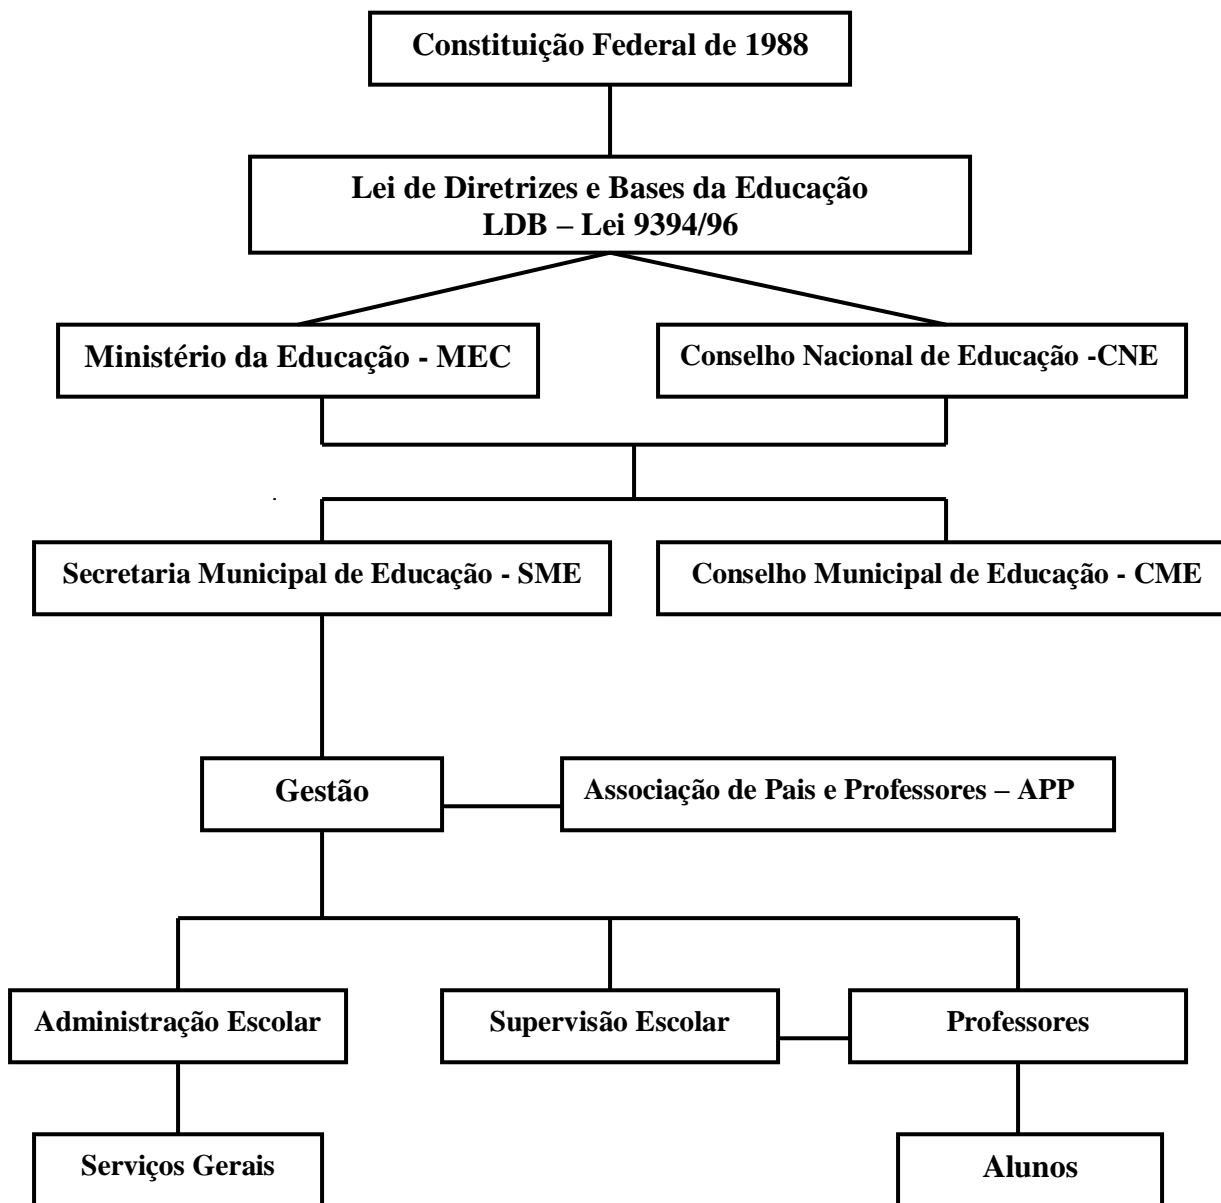 Constituição Federal de 1988
Lei de Diretrizes e Bases da Educação
LDB – Lei 9394/96
Ministério da Educação - MEC
Conselho Nacional de Educação -CNE
Secretaria Municipal de Educação - SME
Conselho Municipal de Educação - CME
Gestão
Associação de Pais e Professores – APP
Administração Escolar
Supervisão Escolar
Professores
Serviços Gerais
Alunos